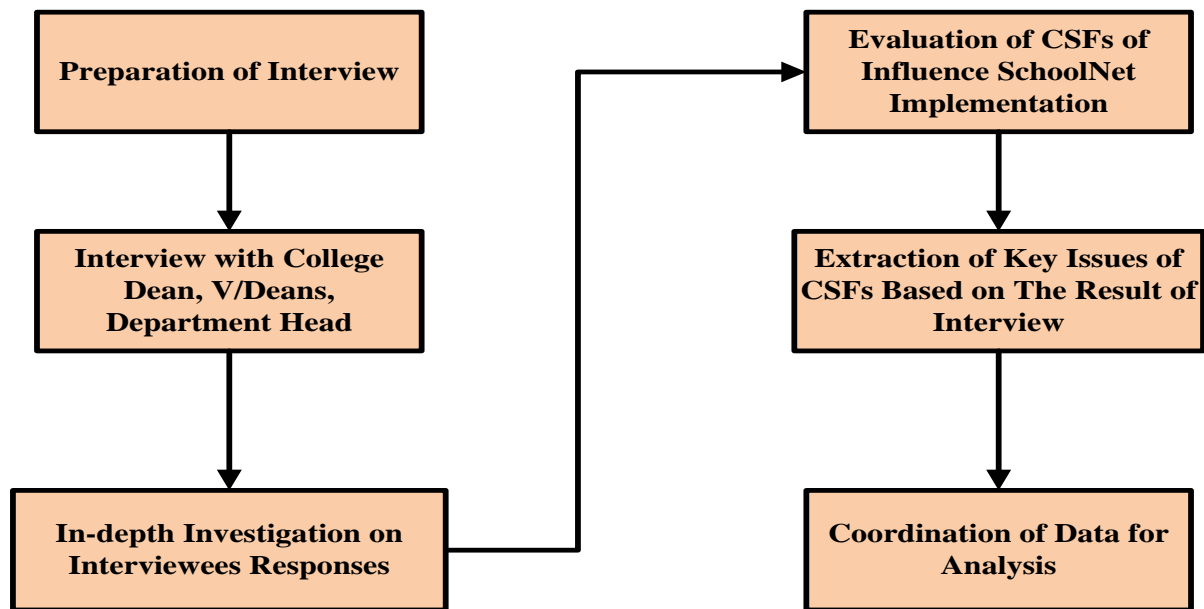 Preparation of Interview
Interview with College
Dean, V/Deans,
Department Head
In-depth Investigation on
Interviewees Responses
Evaluation of CSFs of
Influence SchoolNet
Implementation
Extraction of Key Issues of
CSFs Based on The Result of
Interview
Coordination of Data for
Analysis